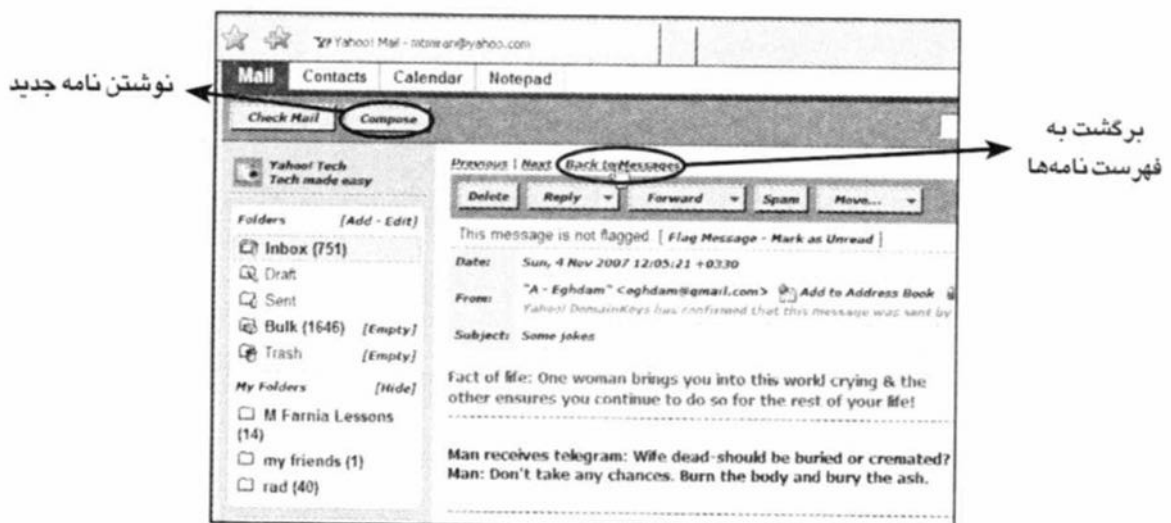 Yahoo! Mail - mtmiran@yahoo.com
Mail Contacts Calendar Notepad
Check Mail Compose
نوشتن نامه جدید
برگشت به
فهرست نامه‌ها
Yahoo! Tech
Tech made easy
Previous | Next Back to Messages
Delete Reply Forward Spam Move...
Folders [Add - Edit]
This message is not flagged. [ Flag Message - Mark as Unread ]
Inbox (751)
Draft
Sent
Bulk (1646) [Empty]
Trash [Empty]
Date: Sun, 4 Nov 2007 12:05:21 +0330
From: "A - Eghdam" <eghdam@gmail.com> Add to Address Book
Yahoo! DomainKeys has confirmed that this message was sent by
Subject: Some jokes
My Folders [Hide]
M Farnia Lessons
(14)
my friends (1)
rad (40)
Fact of life: One woman brings you into this world crying & the
other ensures you continue to do so for the rest of your life!
Man receives telegram: Wife dead-should be buried or cremated?
Man: Don't take any chances. Burn the body and bury the ash.